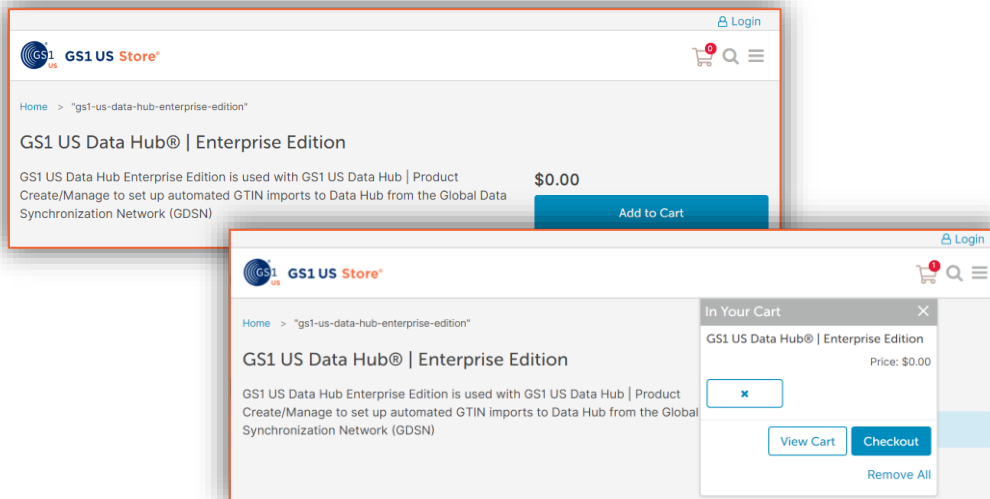 Login
GS1 US
GS1 US Store®
0
Home > "gs1-us-data-hub-enterprise-edition"
GS1 US Data Hub® | Enterprise Edition
GS1 US Data Hub Enterprise Edition is used with GS1 US Data Hub | Product
Create/Manage to set up automated GTIN imports to Data Hub from the Global Data
Synchronization Network (GDSN)
$0.00
Add to Cart
Login
GS1 US
GS1 US Store®
1
Home > "gs1-us-data-hub-enterprise-edition"
GS1 US Data Hub® | Enterprise Edition
GS1 US Data Hub Enterprise Edition is used with GS1 US Data Hub | Product
Create/Manage to set up automated GTIN imports to Data Hub from the Global
Synchronization Network (GDSN)
In Your Cart
GS1 US Data Hub® | Enterprise Edition
Price: $0.00
View Cart
Checkout
Remove All